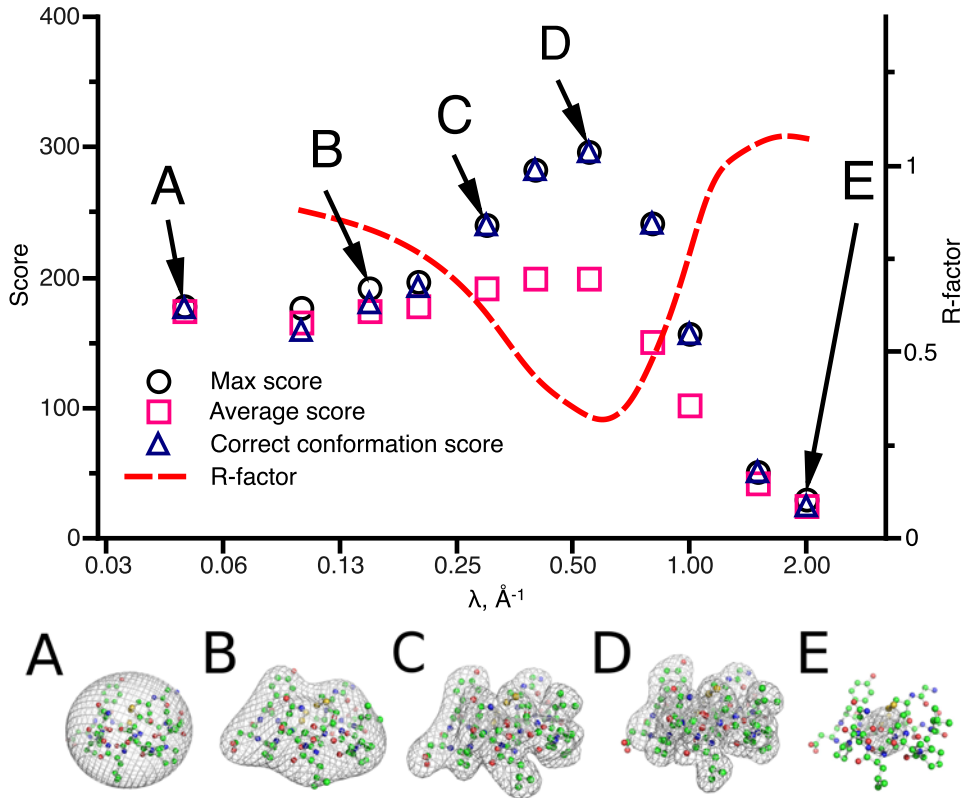 400
D
C
B
300
A
1
E
200
Score
R-factor
0.5
Max score
100
Average score
Correct conformation score
R-factor
0
0
0.03 0.06 0.13 0.25 0.50 1.00 2.00
λ, Å-1
A B C D E